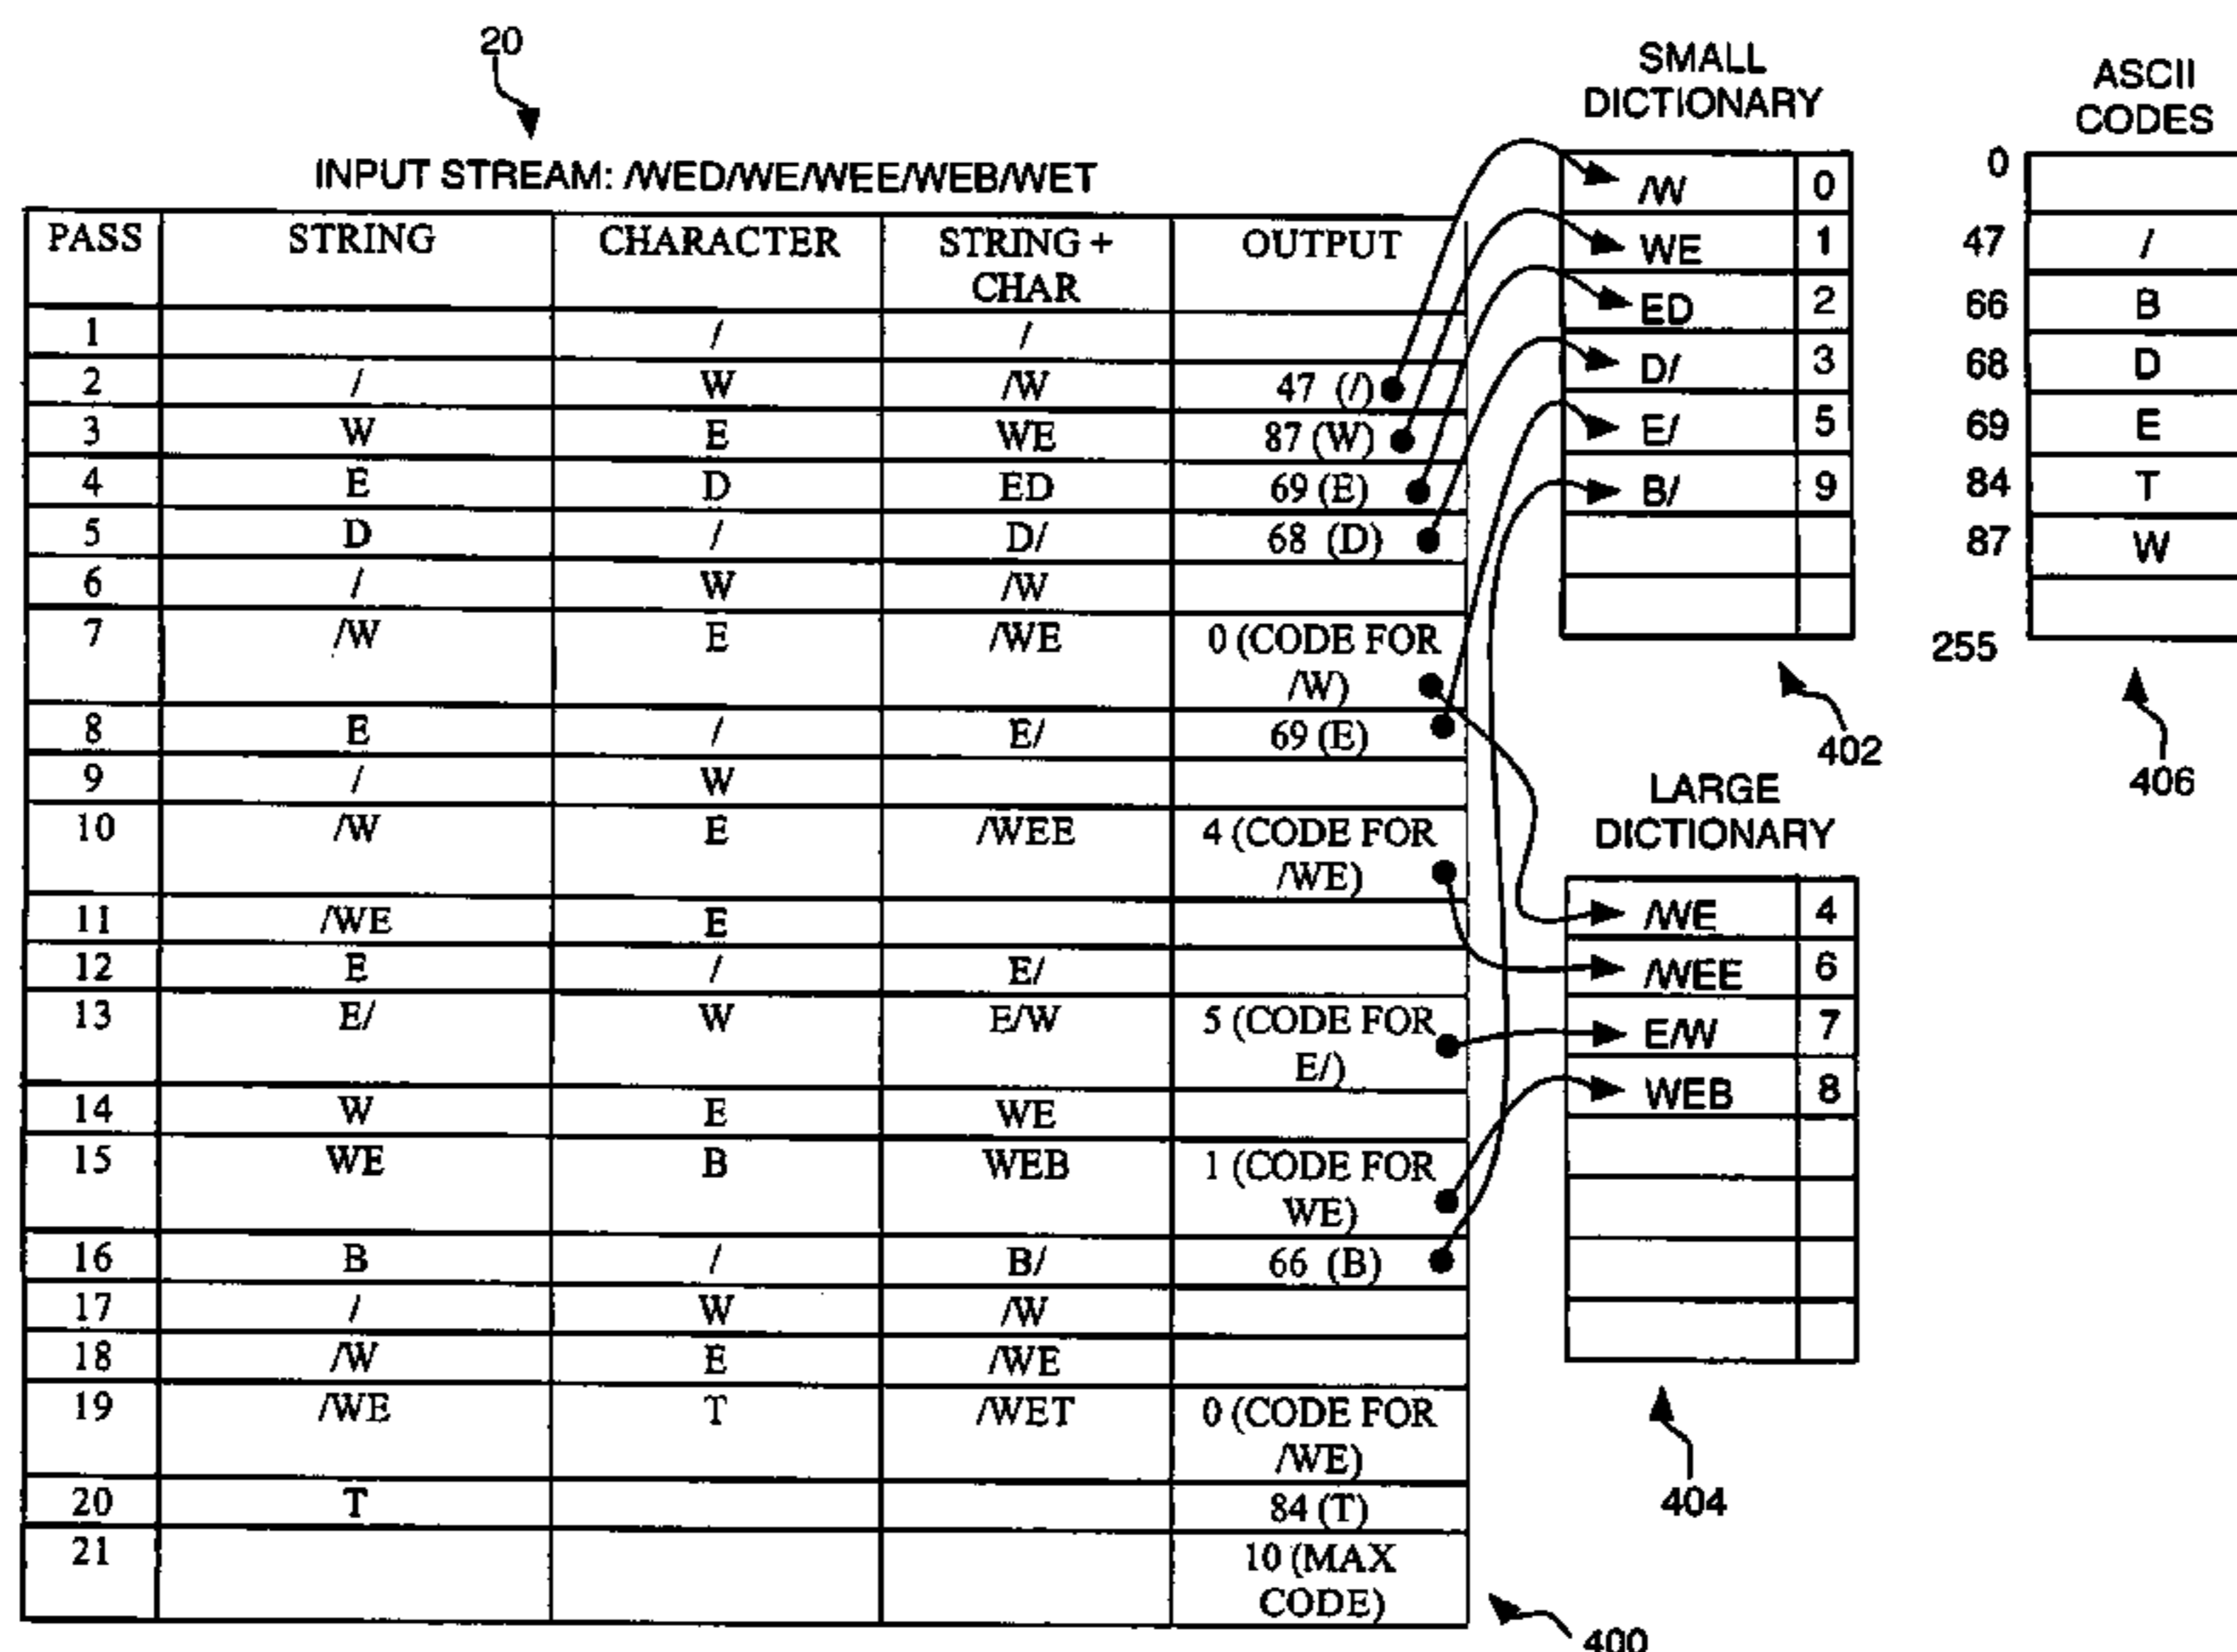 20
INPUT STREAM: /WED/WE/WEE/WEB/WET
PASS STRING CHARACTER STRING + CHAR OUTPUT
1 / /
2 / W /W 47 (/)
3 W E WE 87 (W)
4 E D ED 69 (E)
5 D / D/ 68 (D)
6 / W /W
7 /W E /WE 0 (CODE FOR /W)
8 E / E/ 69 (E)
9 / W
10 /W E /WEE 4 (CODE FOR /WE)
11 /WE E
12 E / E/
13 E/ W E/W 5 (CODE FOR E/)
14 W E WE
15 WE B WEB 1 (CODE FOR WE)
16 B / B/ 66 (B)
17 / W /W
18 /W E /WE
19 /WE T /WET 0 (CODE FOR /WE)
20 T 84 (T)
21 10 (MAX CODE)
400
SMALL
DICTIONARY
/W 0
WE 1
ED 2
D/ 3
E/ 5
B/ 9
402
LARGE
DICTIONARY
/WE 4
/WEE 6
E/W 7
WEB 8
404
ASCII
CODES
0
47 /
66 B
68 D
69 E
84 T
87 W
255
406